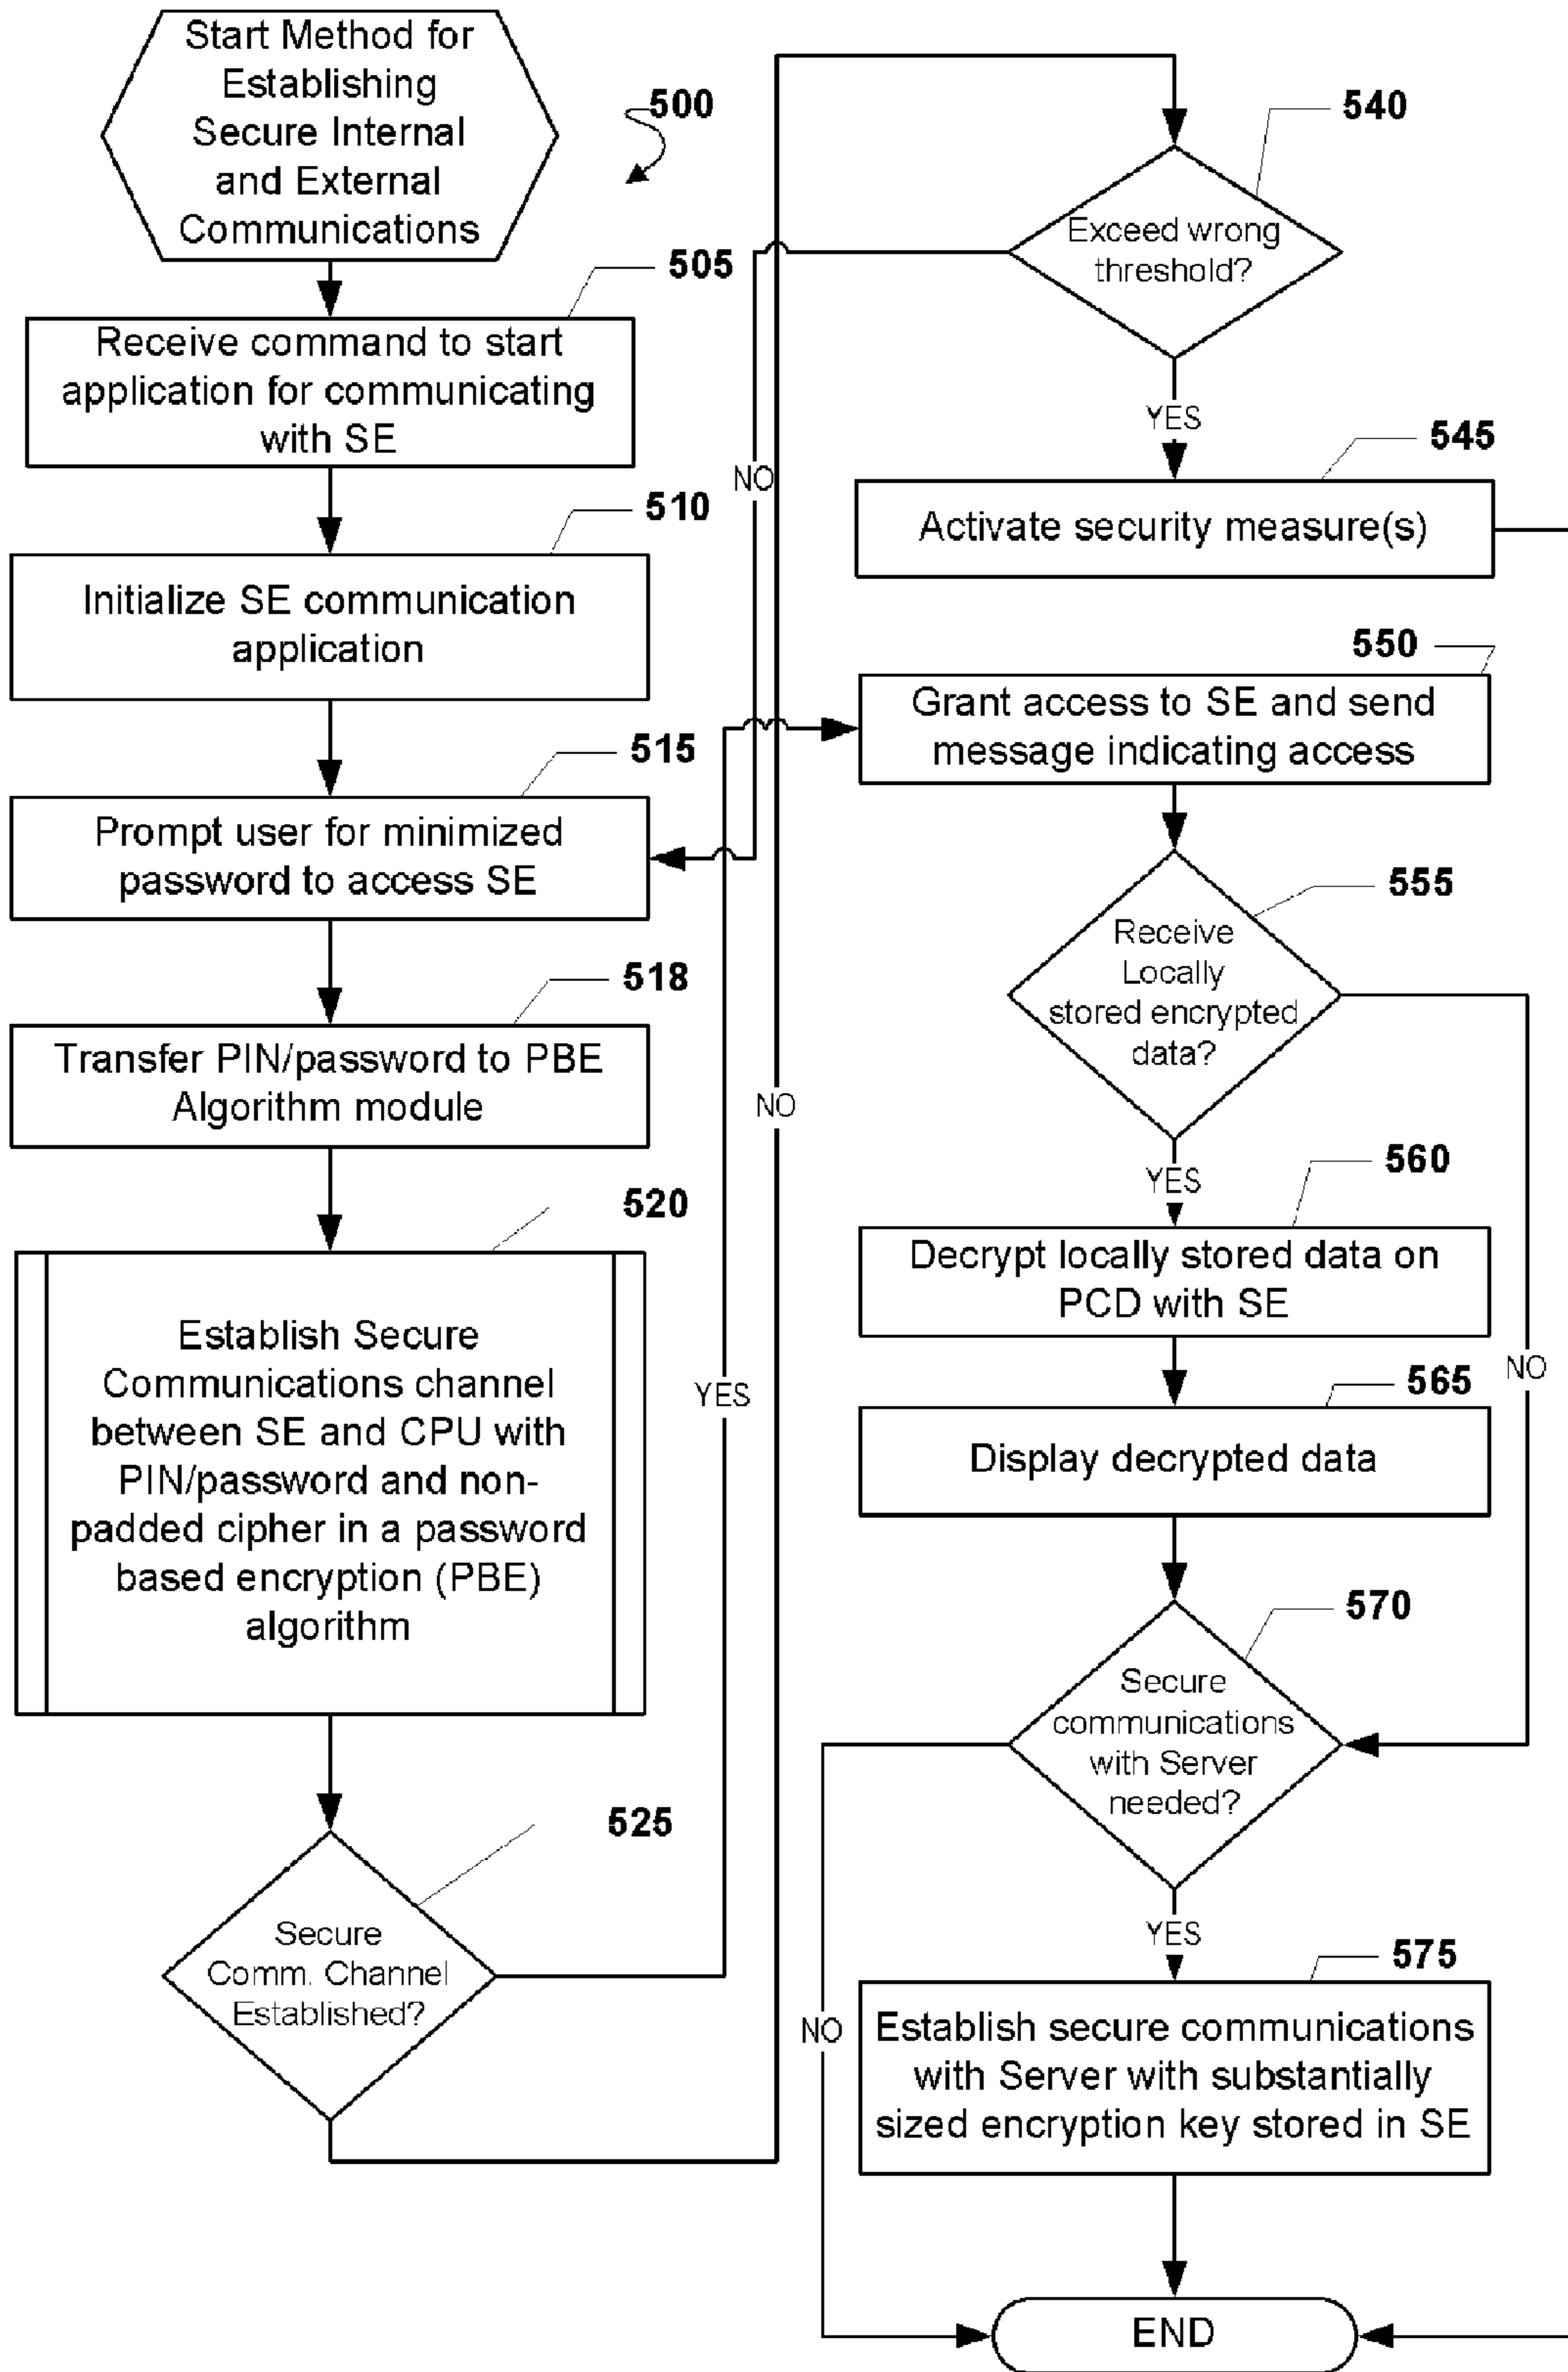 Start Method for
Establishing
Secure Internal
and External
Communications
500
505
Receive command to start
application for communicating
with SE
510
Initialize SE communication
application
515
Prompt user for minimized
password to access SE
518
Transfer PIN/password to PBE
Algorithm module
520
Establish Secure
Communications channel
between SE and CPU with
PIN/password and non-
padded cipher in a password
based encryption (PBE)
algorithm
525
Secure
Comm. Channel
Established?
YES
NO
540
Exceed wrong
threshold?
NO
YES
545
Activate security measure(s)
550
Grant access to SE and send
message indicating access
555
Receive
Locally
stored encrypted
data?
YES
NO
560
Decrypt locally stored data on
PCD with SE
565
Display decrypted data
570
Secure
communications
with Server
needed?
YES
NO
575
Establish secure communications
with Server with substantially
sized encryption key stored in SE
END